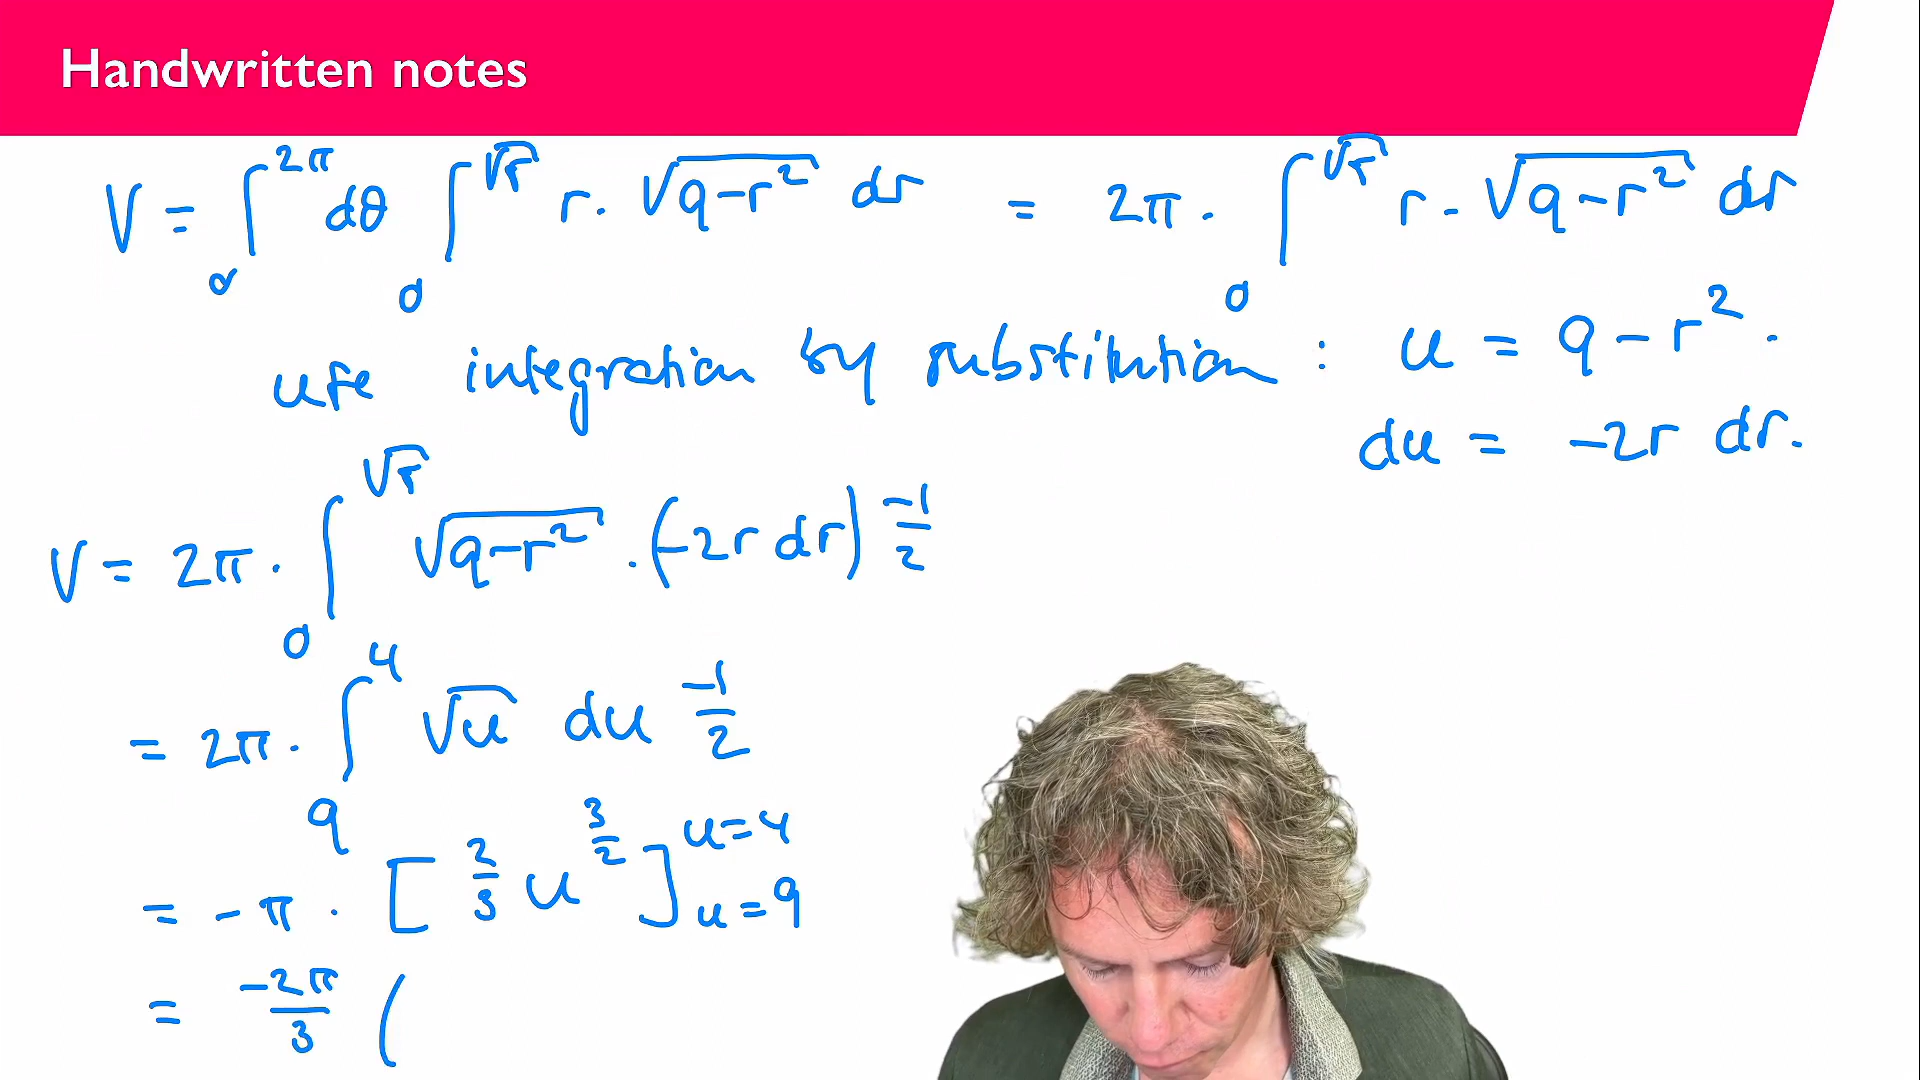 Handwritten notes
V = ∫₀^{2π} dθ ∫₀^{√5} r · √(9−r²) dr = 2π · ∫₀^{√5} r · √(9−r²) dr
use integration by substitution : u = 9 − r² .
du = −2r dr.
V = 2π · ∫₀^{√5} √(9−r²) · (−2r dr) −1/2
= 2π · ∫₉⁴ √u du −1/2
= −π · [ 2/3 u^{3/2} ]_{u=9}^{u=4}
= −2π/3 (